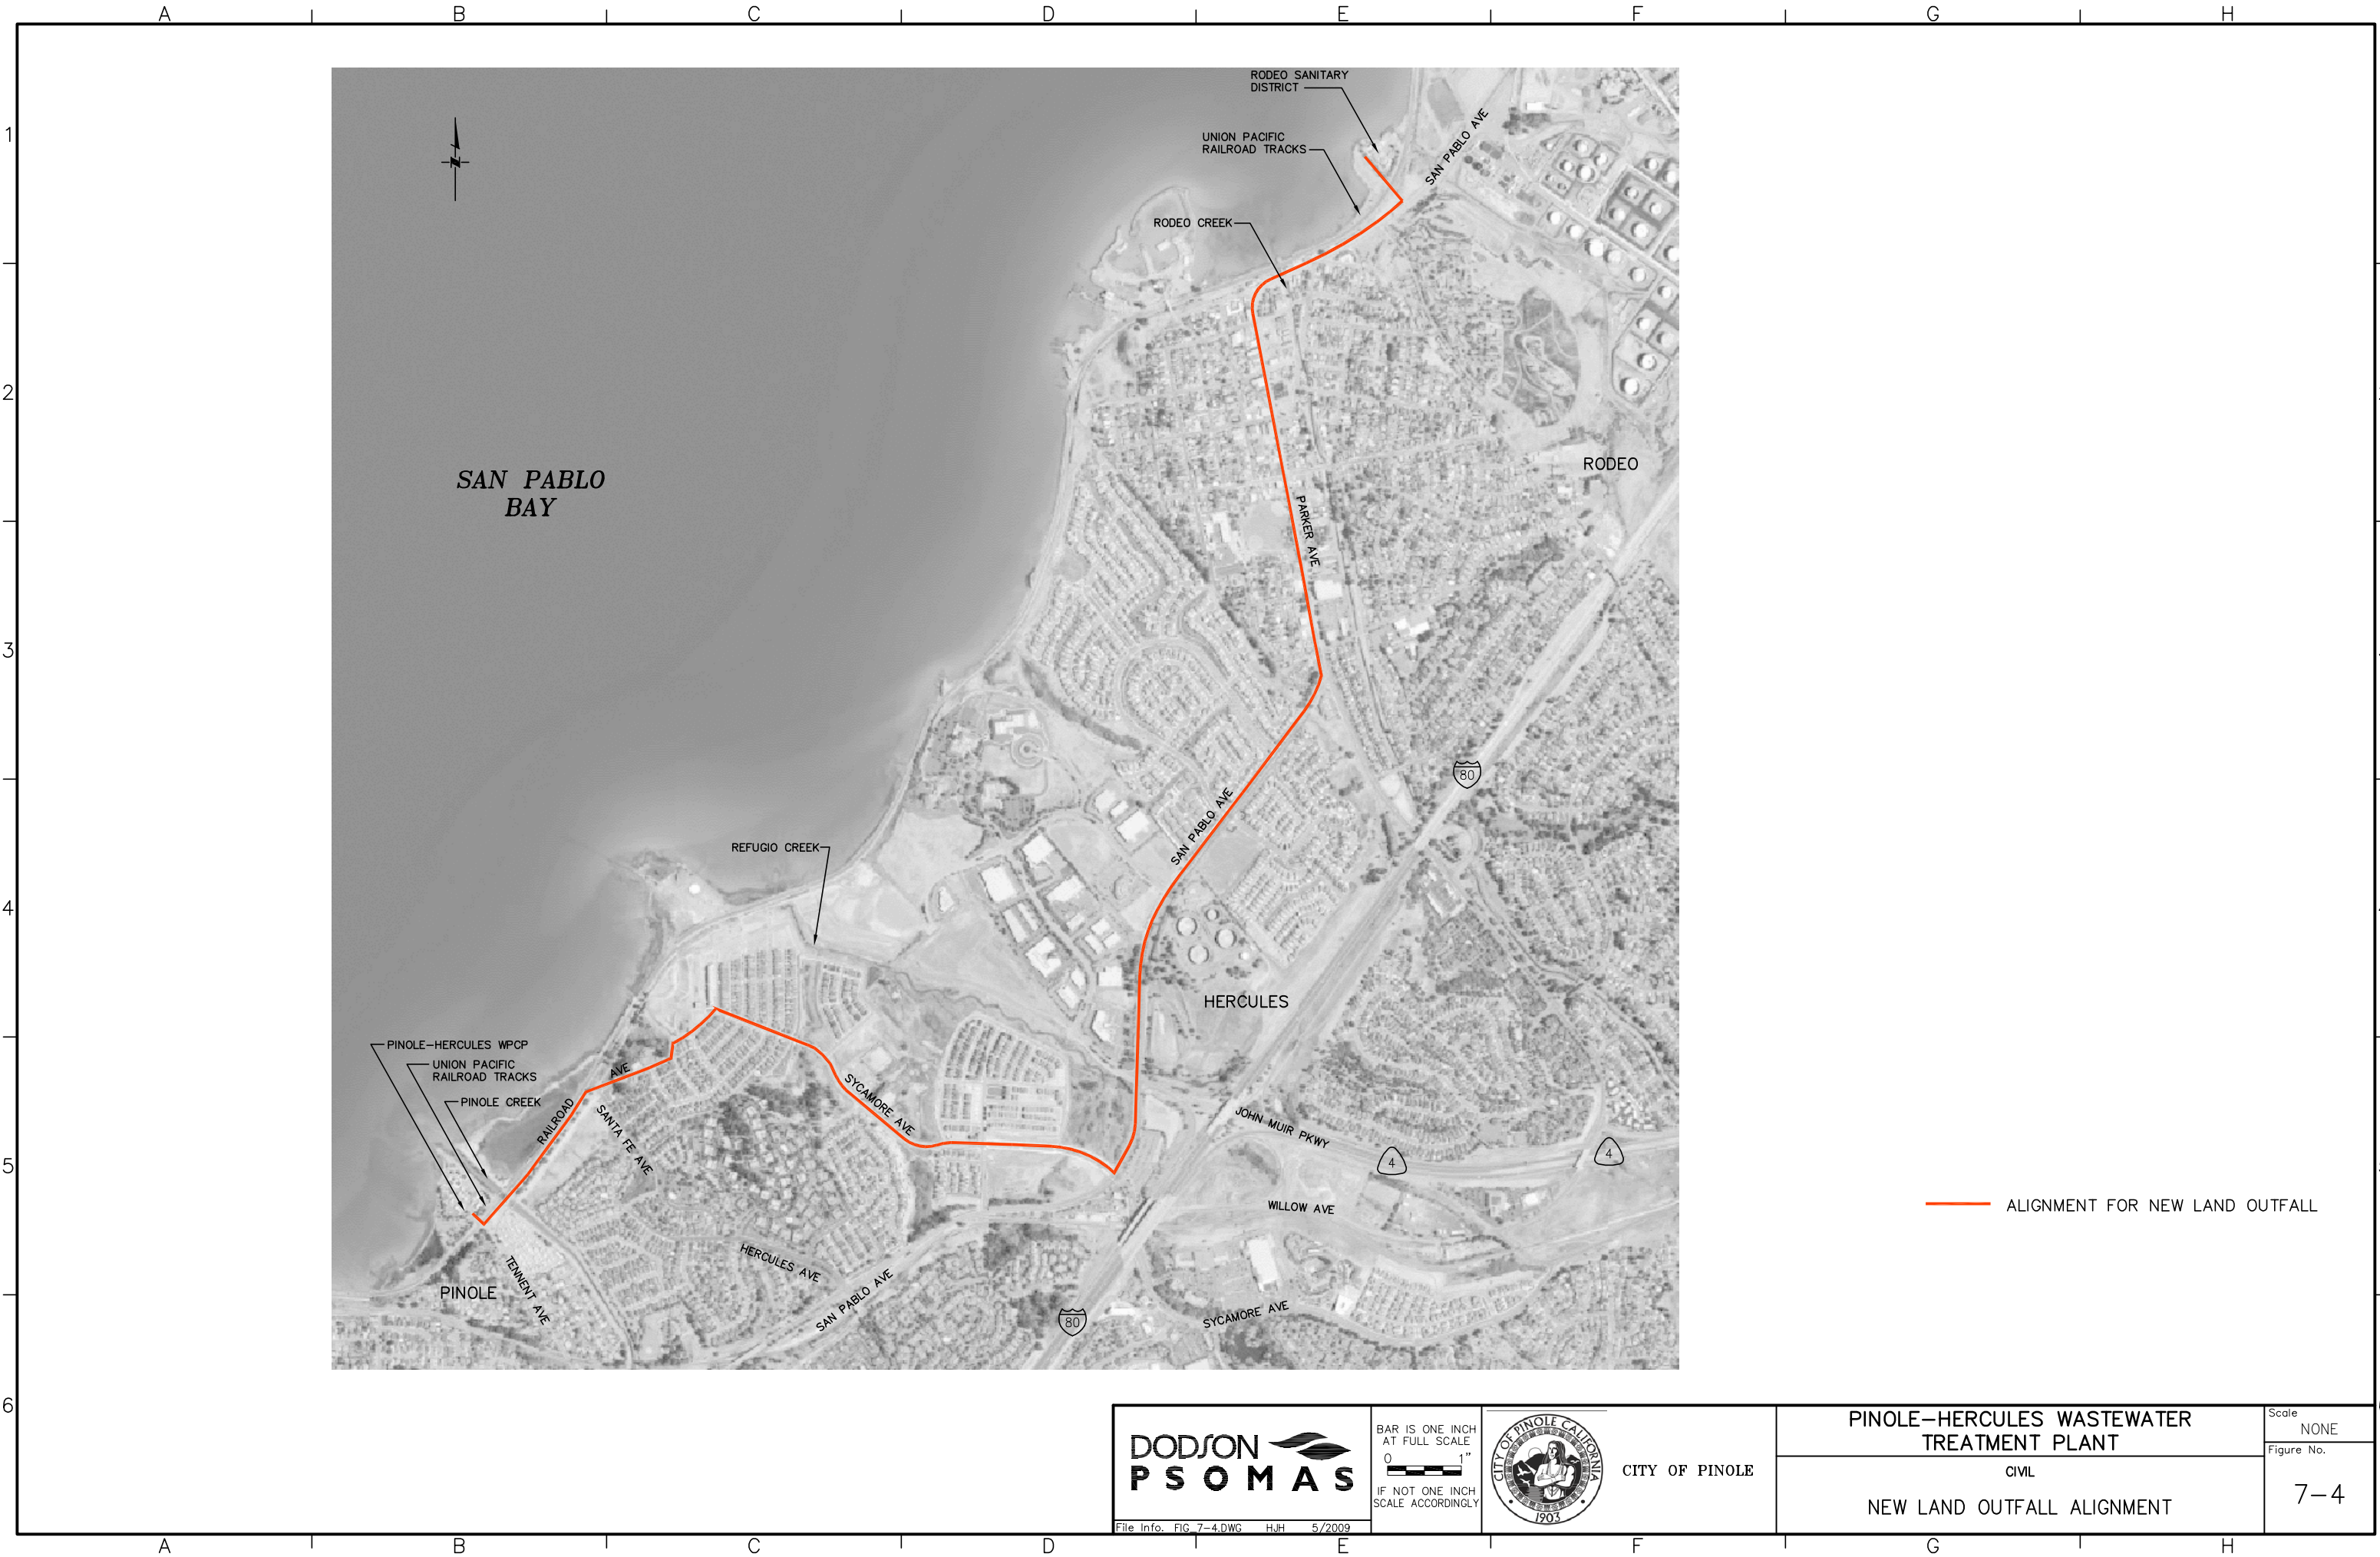 A B C D E F G H
1
2
3
4
5
6
RODEO SANITARY
DISTRICT
UNION PACIFIC
RAILROAD TRACKS
SAN PABLO AVE
RODEO CREEK
N
SAN PABLO
BAY
RODEO
PARKER AVE
80
SAN PABLO AVE
REFUGIO CREEK
HERCULES
PINOLE-HERCULES WPCP
UNION PACIFIC
RAILROAD TRACKS
PINOLE CREEK
RAILROAD AVE
SANTA FE AVE
SYCAMORE AVE
JOHN MUIR PKWY
4
4
WILLOW AVE
HERCULES AVE
TENNENT AVE
PINOLE
SAN PABLO AVE
80
SYCAMORE AVE
ALIGNMENT FOR NEW LAND OUTFALL
DODSON
PSOMAS
File Info. FIG_7-4.DWG HJH 5/2009
BAR IS ONE INCH
AT FULL SCALE
0 1"
IF NOT ONE INCH
SCALE ACCORDINGLY
CITY OF PINOLE CALIFORNIA
1903
CITY OF PINOLE
PINOLE-HERCULES WASTEWATER
TREATMENT PLANT
CIVIL
NEW LAND OUTFALL ALIGNMENT
Scale
NONE
Figure No.
7-4
A B C D E F G H